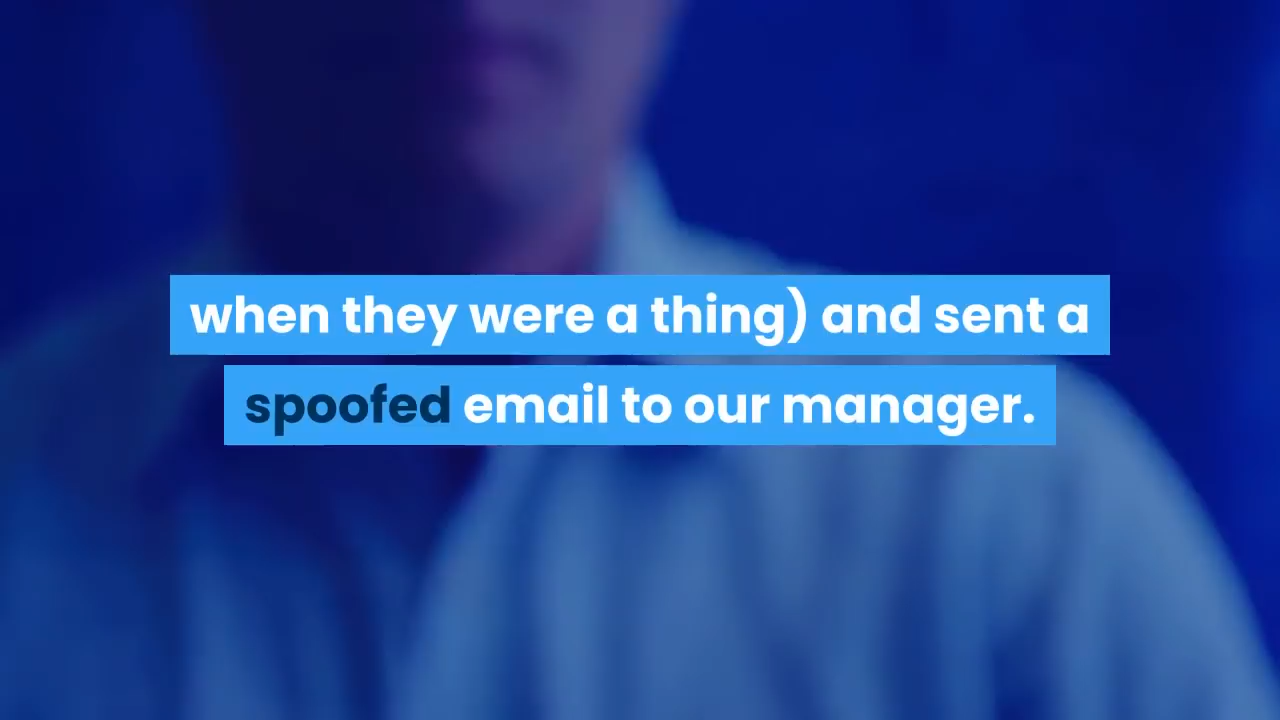 when they were a thing) and sent a
spoofed email to our manager.